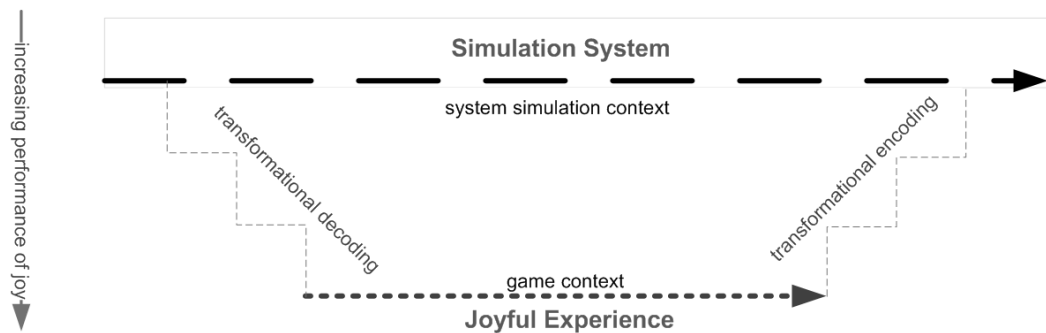 increasing performance of joy
Simulation System
system simulation context
transformational decoding
transformational encoding
game context
Joyful Experience